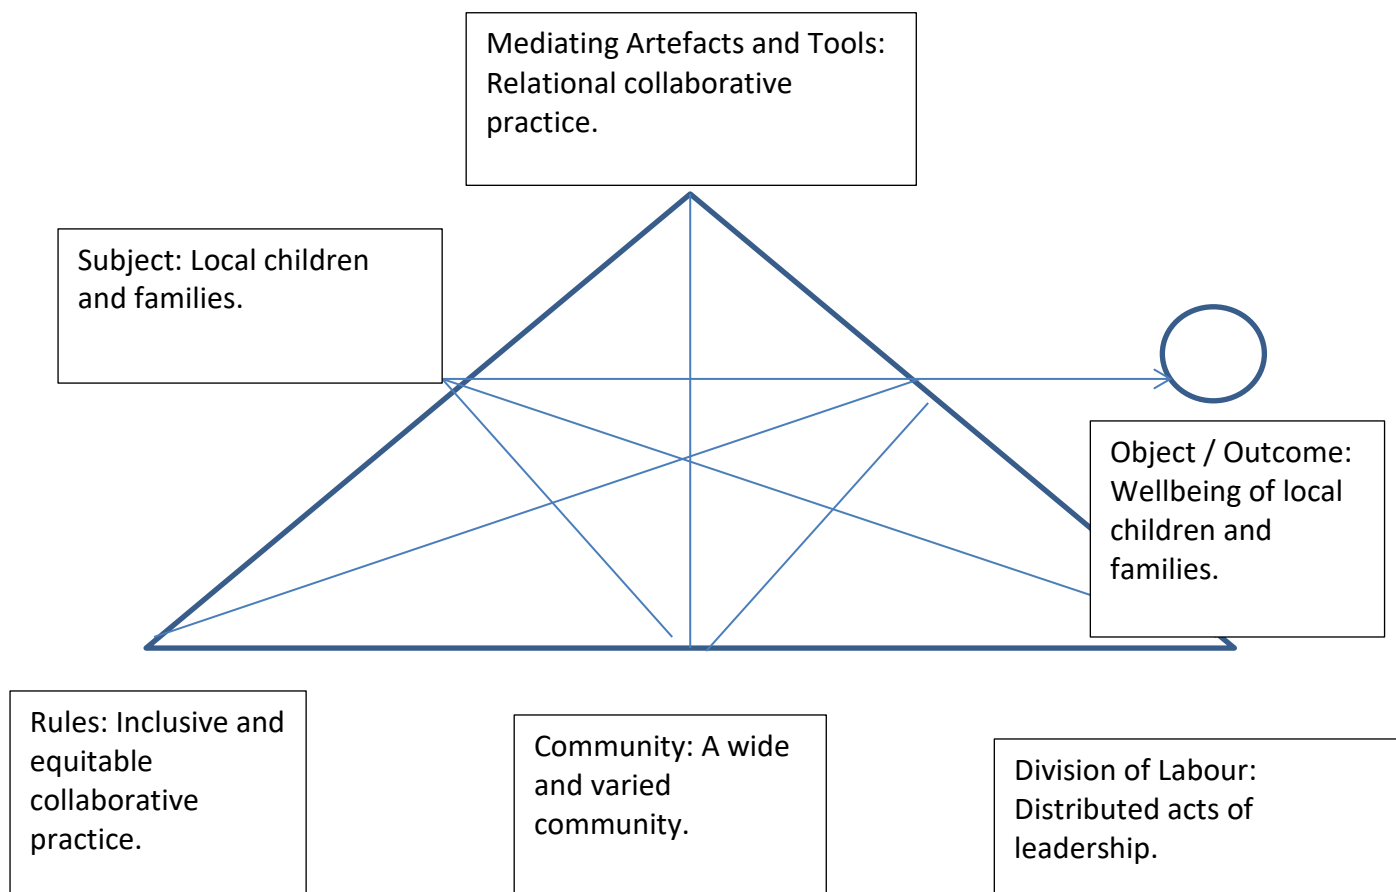 Mediating Artefacts and Tools:
Relational collaborative
practice.
Subject: Local children
and families.
Object / Outcome:
Wellbeing of local
children and
families.
Rules: Inclusive and
equitable
collaborative
practice.
Community: A wide
and varied
community.
Division of Labour:
Distributed acts of
leadership.